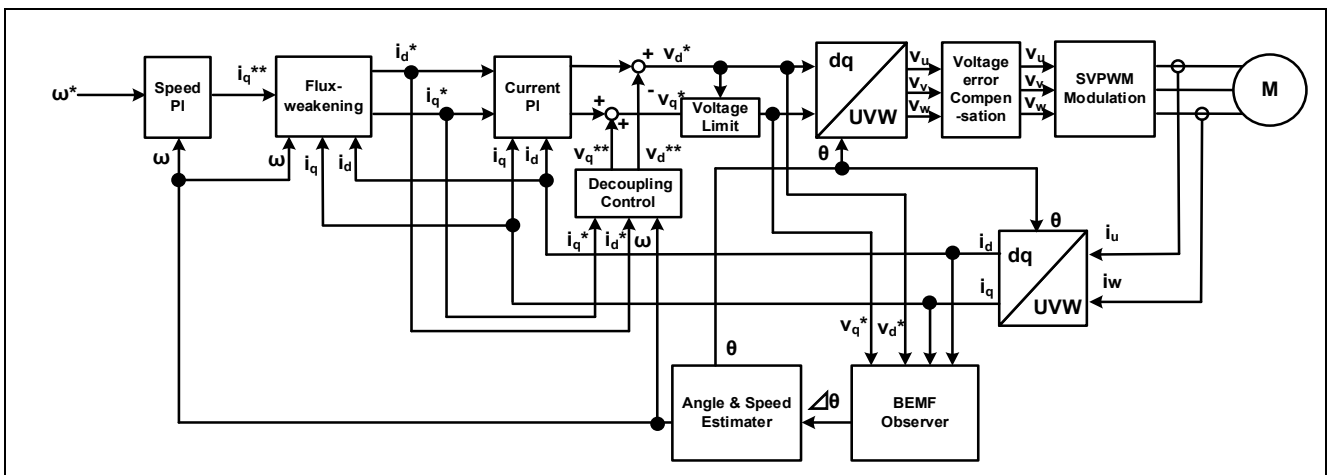 ω*
Speed
PI
ω
iq**
Flux-
weakening
ω
iq
id
id*
iq*
Current
PI
iq
id
+
vd*
-
+
+
vq*
vq**
vd**
Voltage
Limit
Decoupling
Control
iq*
id*
ω
dq
UVW
θ
vu
vv
vw
Voltage
error
Compen
-sation
vu
vv
vw
SVPWM
Modulation
M
θ
dq
UVW
id
iq
iu
iw
vq*
vd*
θ
Angle & Speed
Estimater
⊿θ
BEMF
Observer